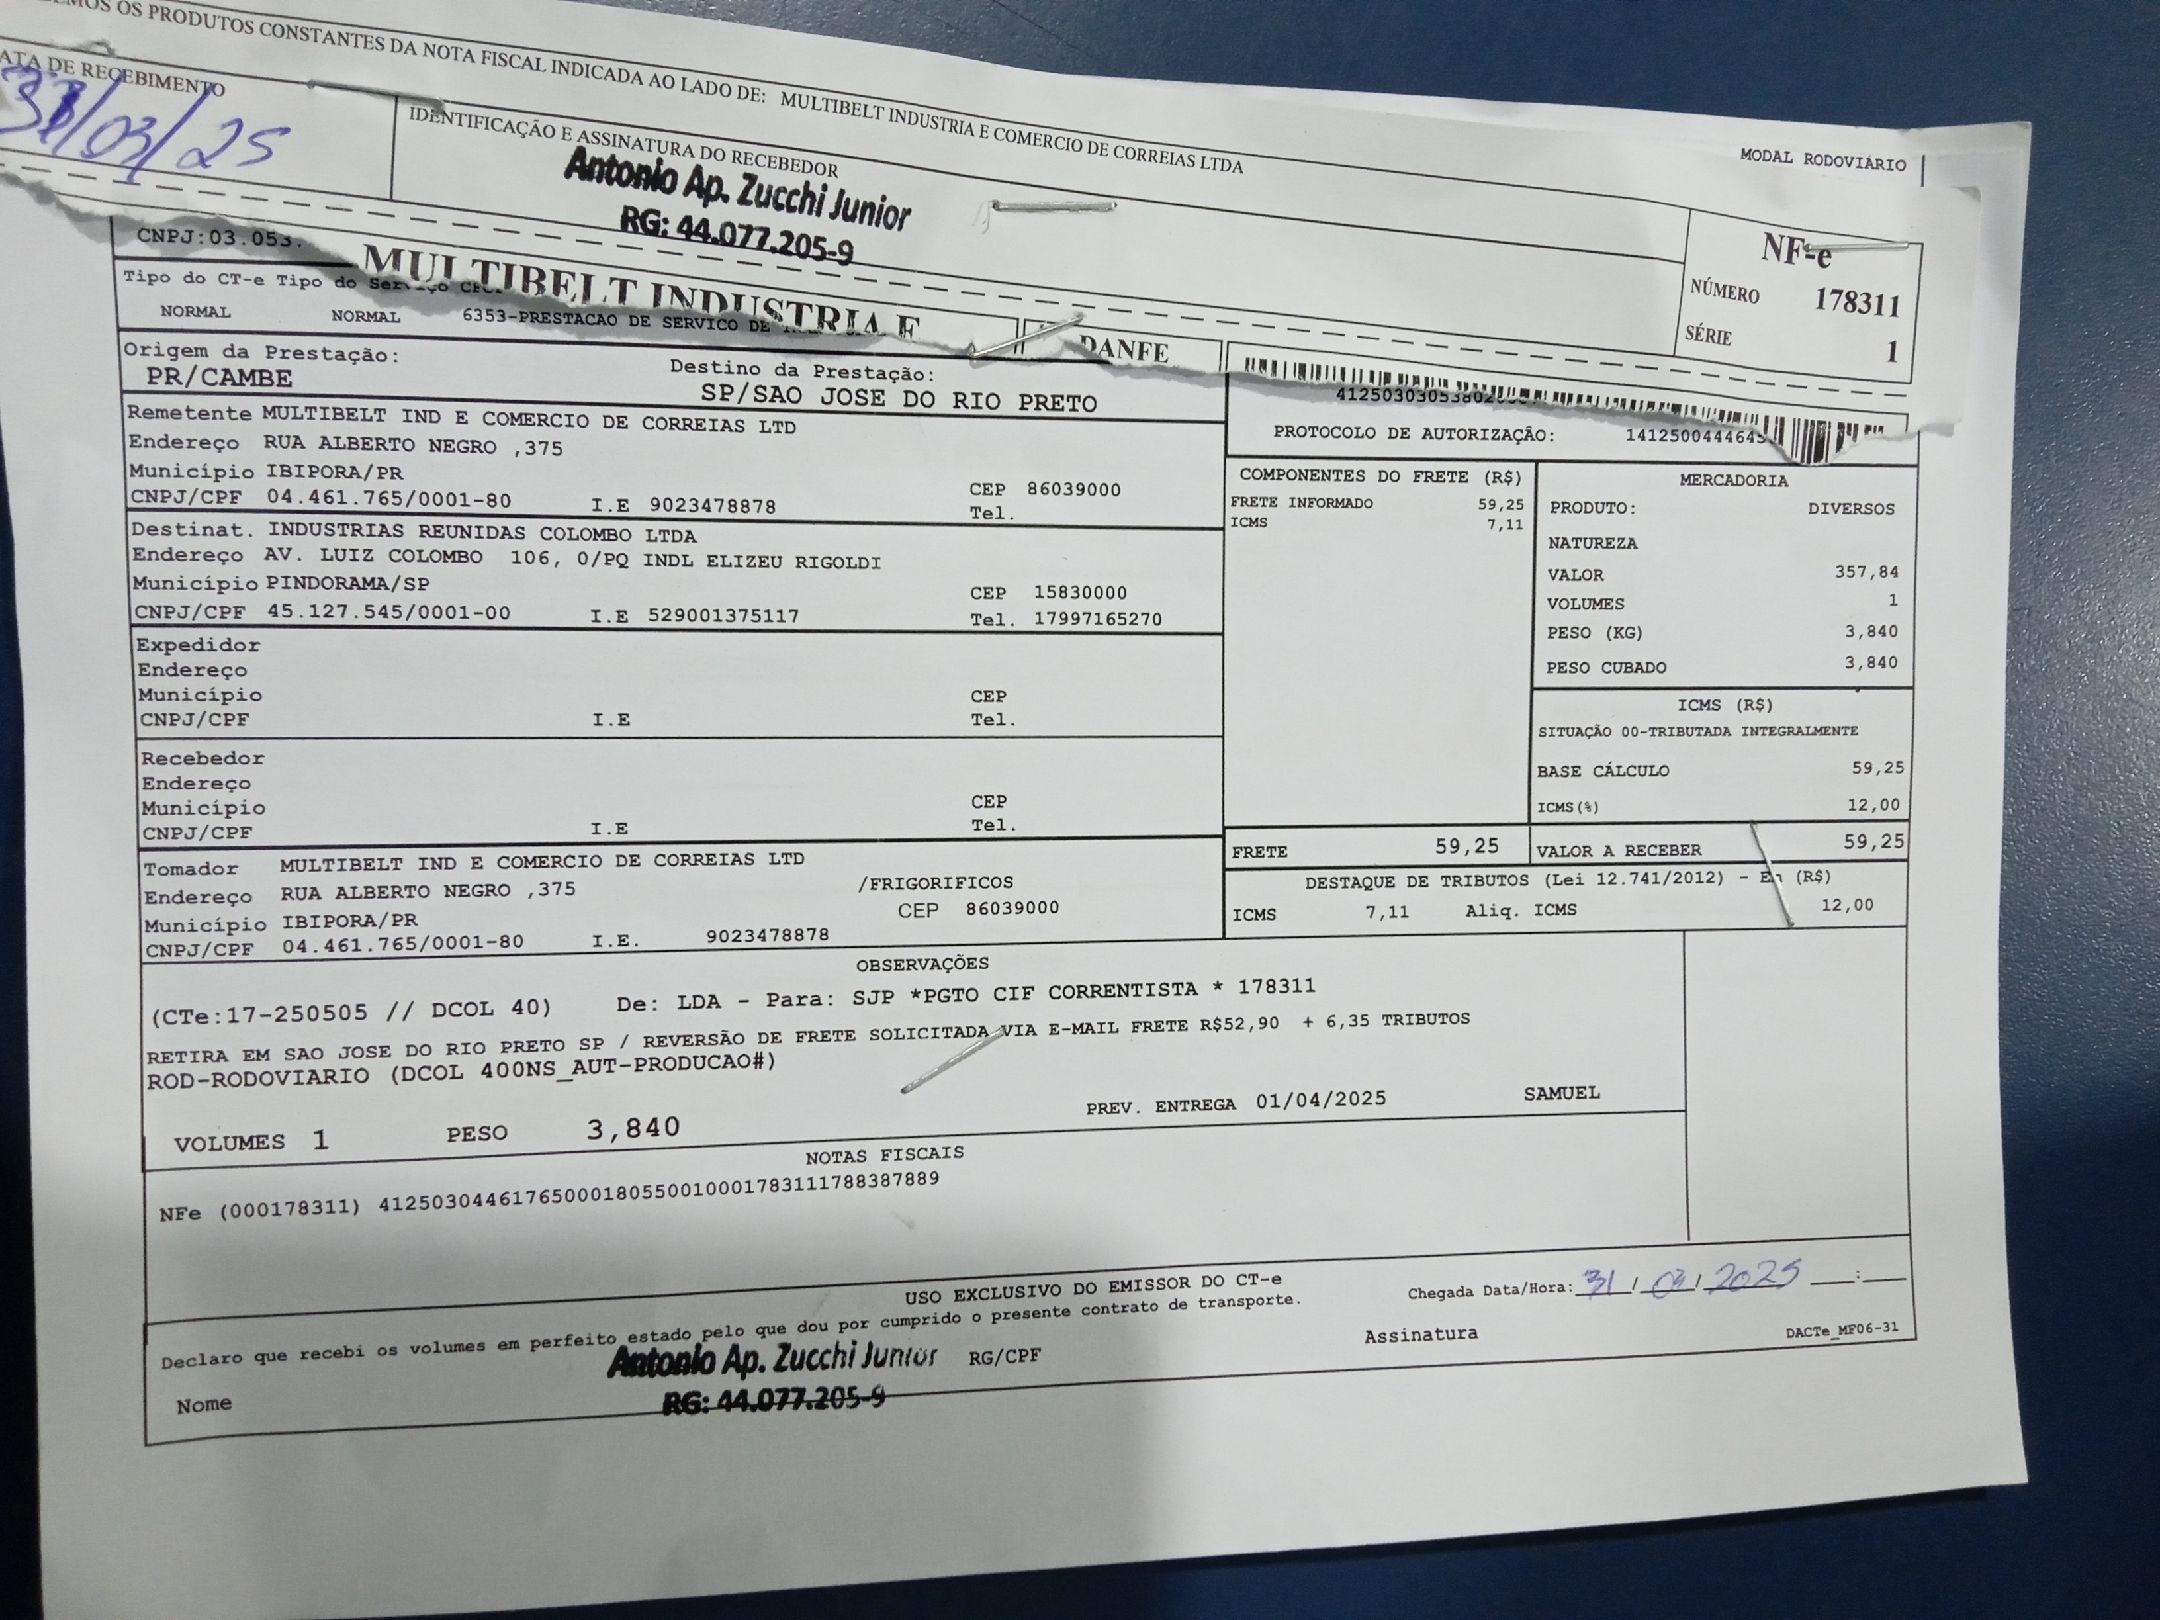 OS PRODUTOS CONSTANTES DA NOTA FISCAL INDICADA AO LADO DE: MULTIBELT INDUSTRIA E COMERCIO DE CORREIAS LTDA
DE RECEBIMENTO
31/03/25
IDENTIFICAÇÃO E ASSINATURA DO RECEBEDOR
Antonio Ap. Zucchi Junior
RG: 44.077.205-9
MODAL RODOVIÁRIO
NF-e
NÚMERO 178311
SÉRIE 1
CNPJ:03.053.
MULTIBELT INDUSTRIA E
DANFE
Tipo do CT-e Tipo do Serviço
NORMAL NORMAL 6353-PRESTACAO DE SERVICO DE
Origem da Prestação:
PR/CAMBE
Destino da Prestação:
SP/SAO JOSE DO RIO PRETO
PROTOCOLO DE AUTORIZAÇÃO:
Remetente MULTIBELT IND E COMERCIO DE CORREIAS LTD
Endereço RUA ALBERTO NEGRO ,375
Município IBIPORA/PR CEP 86039000
CNPJ/CPF 04.461.765/0001-80 I.E 9023478878 Tel.
Destinat. INDUSTRIAS REUNIDAS COLOMBO LTDA
Endereço AV. LUIZ COLOMBO 106, 0/PQ INDL ELIZEU RIGOLDI
Município PINDORAMA/SP CEP 15830000
CNPJ/CPF 45.127.545/0001-00 I.E 529001375117 Tel. 17997165270
Expedidor
Endereço
Município CEP
CNPJ/CPF I.E Tel.
Recebedor
Endereço
Município CEP
CNPJ/CPF I.E Tel.
Tomador MULTIBELT IND E COMERCIO DE CORREIAS LTD
Endereço RUA ALBERTO NEGRO ,375 /FRIGORIFICOS
Município IBIPORA/PR CEP 86039000
CNPJ/CPF 04.461.765/0001-80 I.E. 9023478878
COMPONENTES DO FRETE (R$)
FRETE INFORMADO 59,25
ICMS 7,11
MERCADORIA
PRODUTO: DIVERSOS
NATUREZA
VALOR 357,84
VOLUMES 1
PESO (KG) 3,840
PESO CUBADO 3,840
ICMS (R$)
SITUAÇÃO 00-TRIBUTADA INTEGRALMENTE
BASE CÁLCULO 59,25
ICMS(%) 12,00
FRETE 59,25 VALOR A RECEBER 59,25
DESTAQUE DE TRIBUTOS (Lei 12.741/2012) - Em (R$)
ICMS 7,11 Aliq. ICMS 12,00
OBSERVAÇÕES
(CTe:17-250505 // DCOL 40) De: LDA - Para: SJP *PGTO CIF CORRENTISTA * 178311
RETIRA EM SAO JOSE DO RIO PRETO SP / REVERSÃO DE FRETE SOLICITADA VIA E-MAIL FRETE R$52,90 + 6,35 TRIBUTOS
ROD-RODOVIARIO (DCOL 400NS_AUT-PRODUCAO#)
VOLUMES 1 PESO 3,840 PREV. ENTREGA 01/04/2025 SAMUEL
NOTAS FISCAIS
NFe (000178311) 41250304461765000180550010001783111788387889
USO EXCLUSIVO DO EMISSOR DO CT-e
Declaro que recebi os volumes em perfeito estado pelo que dou por cumprido o presente contrato de transporte.
Chegada Data/Hora: 31/03/2025 __:__
Antonio Ap. Zucchi Junior
RG: 44.077.205-9
Nome RG/CPF Assinatura
DACTe_MF06-31